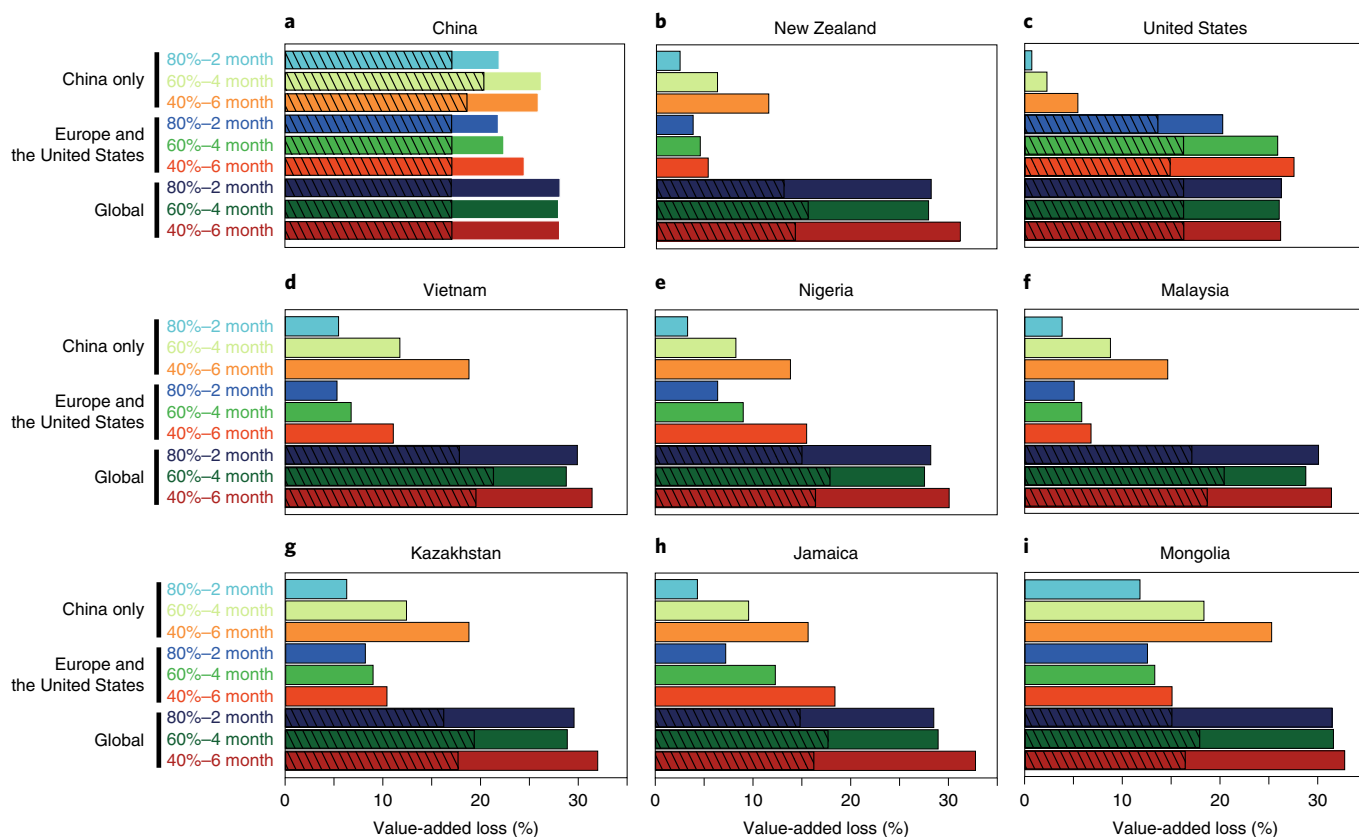 a China
b New Zealand
c United States
China only
80%–2 month
60%–4 month
40%–6 month
Europe and
the United States
80%–2 month
60%–4 month
40%–6 month
Global
80%–2 month
60%–4 month
40%–6 month
d Vietnam
e Nigeria
f Malaysia
China only
80%–2 month
60%–4 month
40%–6 month
Europe and
the United States
80%–2 month
60%–4 month
40%–6 month
Global
80%–2 month
60%–4 month
40%–6 month
g Kazakhstan
h Jamaica
i Mongolia
China only
80%–2 month
60%–4 month
40%–6 month
Europe and
the United States
80%–2 month
60%–4 month
40%–6 month
Global
80%–2 month
60%–4 month
40%–6 month
0 10 20 30
0 10 20 30
0 10 20 30
Value-added loss (%)
Value-added loss (%)
Value-added loss (%)